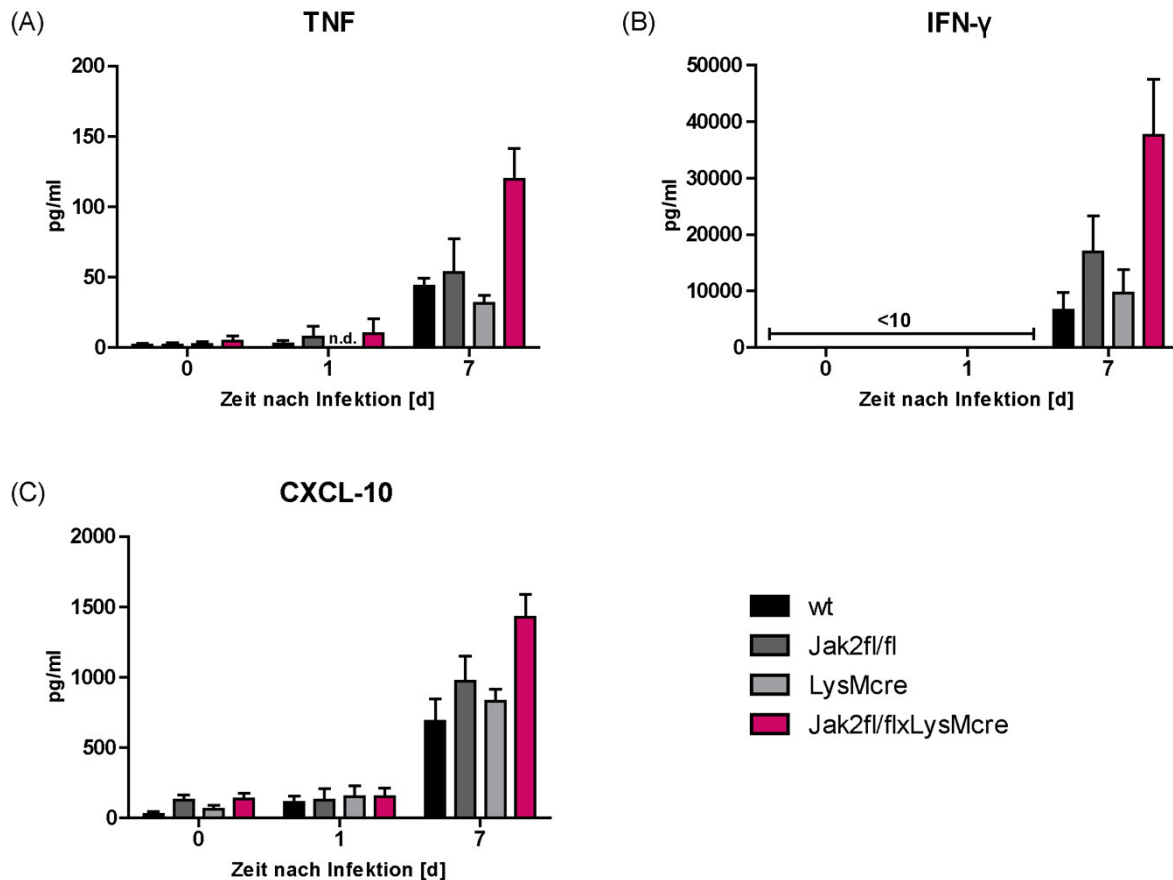 (A)
TNF
200
150
100
50
0
pg/ml
n.d.
0 1 7
Zeit nach Infektion [d]
(B)
IFN-γ
50000
40000
30000
20000
10000
0
pg/ml
<10
0 1 7
Zeit nach Infektion [d]
(C)
CXCL-10
2000
1500
1000
500
0
pg/ml
0 1 7
Zeit nach Infektion [d]
wt
Jak2fl/fl
LysMcre
Jak2fl/flxLysMcre